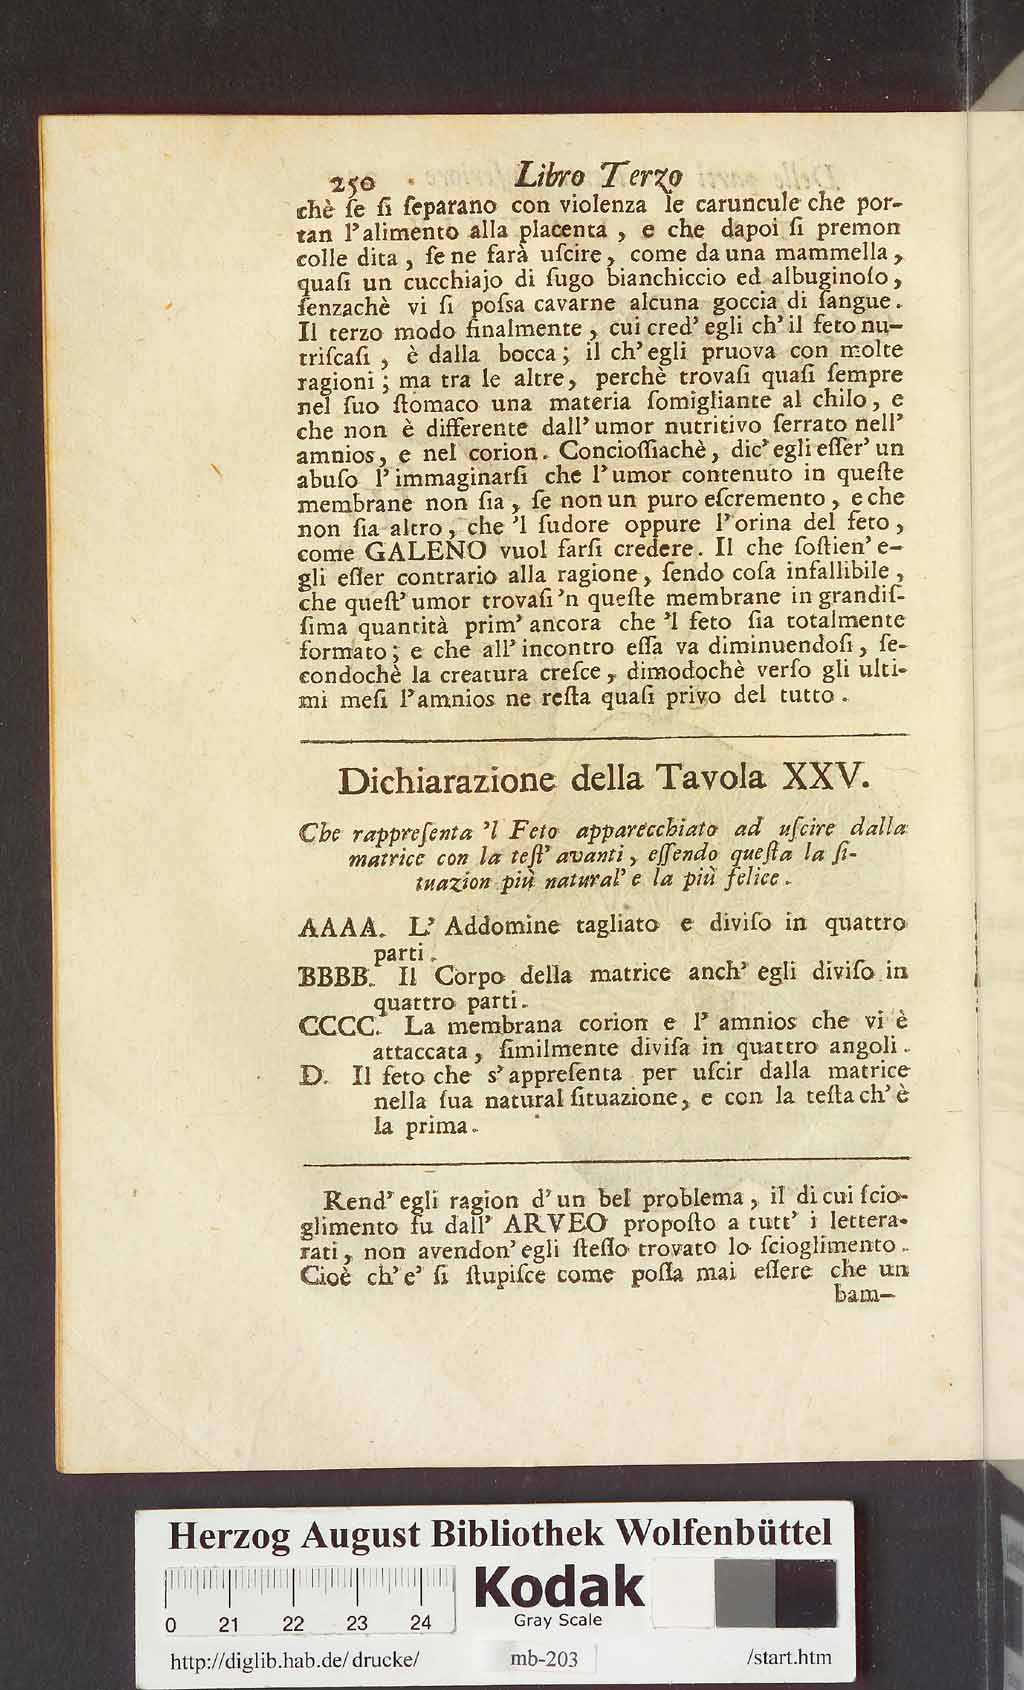 250 Libro Terzo
chè ſe ſi ſeparano con violenza le caruncule che por-
tan l'alimento alla placenta, e che dapoi ſi premon
colle dita, ſe ne farà uſcire, come da una mammella,
quaſi un cucchiajo di ſugo bianchiccio ed albuginoſo,
ſenzachè vi ſi poſsa cavarne alcuna goccia di ſangue.
Il terzo modo finalmente, cui cred' egli ch' il feto nu-
triſcaſi, è dalla bocca; il ch' egli pruova con molte
ragioni; ma tra le altre, perchè trovaſi quaſi ſempre
nel ſuo ſtomaco una materia ſomigliante al chilo, e
che non è differente dall' umor nutritivo ſerrato nell'
amnios, e nel corion. Conciofſiachè, dic' egli eſſer' un
abuſo l'immaginarſi che l'umor contenuto in queſte
membrane non ſia, ſe non un puro eſcremento, e che
non ſia altro, che 'l ſudore oppure l'orina del feto,
come GALENO vuol farſi credere. Il che ſoſtien' e-
gli eſſer contrario alla ragione, ſendo coſa infallibile,
che queſt' umor trovaſi 'n queſte membrane in grandiſ-
ſima quantità prim' ancora che 'l feto ſia totalmente
formato; e che all' incontro eſſa va diminuendoſi, ſe-
condochè la creatura creſce, dimodochè verſo gli ulti-
mi meſi l'amnios ne reſta quaſi privo del tutto.
Dichiarazione della Tavola XXV.
Che rappreſenta 'l Feto apparecchiato ad uſcire dalla
matrice con la teſt' avanti, eſſendo queſta la ſi-
tuazion più natural' e la più felice.
AAAA. L' Addomine tagliato e diviſo in quattro
parti.
BBBB. Il Corpo della matrice anch' egli diviſo in
quattro parti.
CCCC. La membrana corion e l' amnios che vi è
attaccata, ſimilmente diviſa in quattro angoli.
D. Il feto che s' appreſenta per uſcir dalla matrice
nella ſua natural ſituazione, e con la teſta ch' è
la prima.
Rend' egli ragion d' un bel problema, il di cui ſcio-
glimento fu dall' ARVEO propoſto a tutt' i lettera-
rati, non avendon' egli ſteſſo trovato lo ſcioglimento.
Cioè ch' e' ſi ſtupiſce come poſſa mai eſſere che un
bam-
Herzog August Bibliothek Wolfenbüttel
0 21 22 23 24
Kodak
Gray Scale
http://diglib.hab.de/drucke/ mb-203 /start.htm